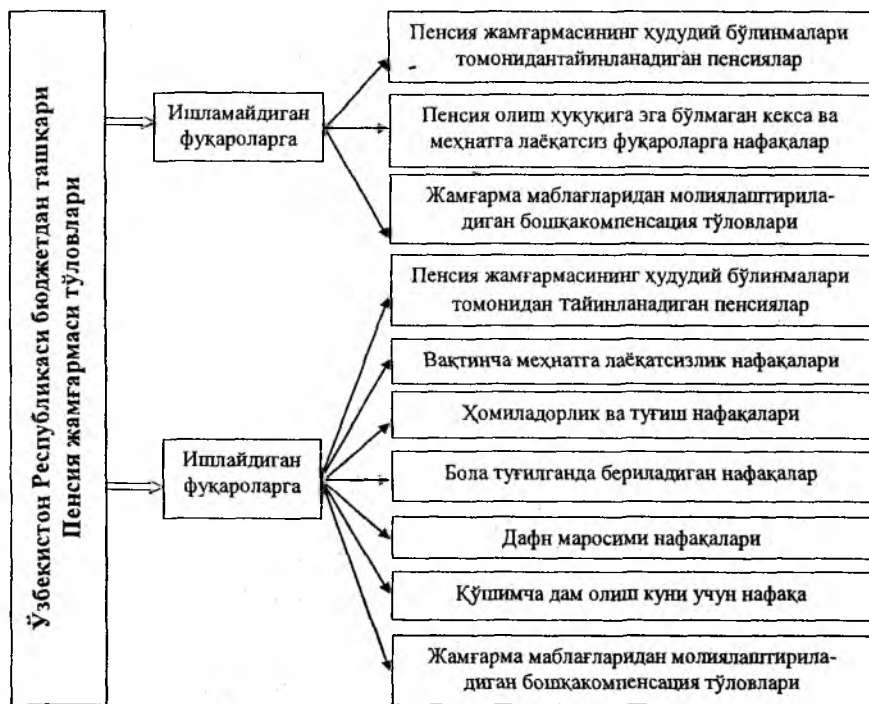 Ўзбекистон Республикаси бюджетдан ташкари
Пенсия жамғармаси тўловлари
Ишламайдиган
фуқароларга
Пенсия жамғармасининг ҳудудий бўлинмалари
томонидантайинланадиган пенсиялар
Пенсия олиш ҳуқуқига эга бўлмаган кекса ва
меҳнатга лаёқатсиз фуқароларга нафақалар
Жамғарма маблағларидан молиялаштирила-
диган бошқакомпенсация тўловлари
Ишлайдиган
фуқароларга
Пенсия жамғармасининг ҳудудий бўлинмалари
томонидан тайинланадиган пенсиялар
Вақтинча меҳнатга лаёқатсизлик нафақалари
Ҳомиладорлик ва туғиш нафақалари
Бола туғилганда бериладиган нафақалар
Дафн маросими нафақалари
Қўшимча дам олиш куни учун нафақа
Жамғарма маблағларидан молиялаштирила-
диган бошқакомпенсация тўловлари